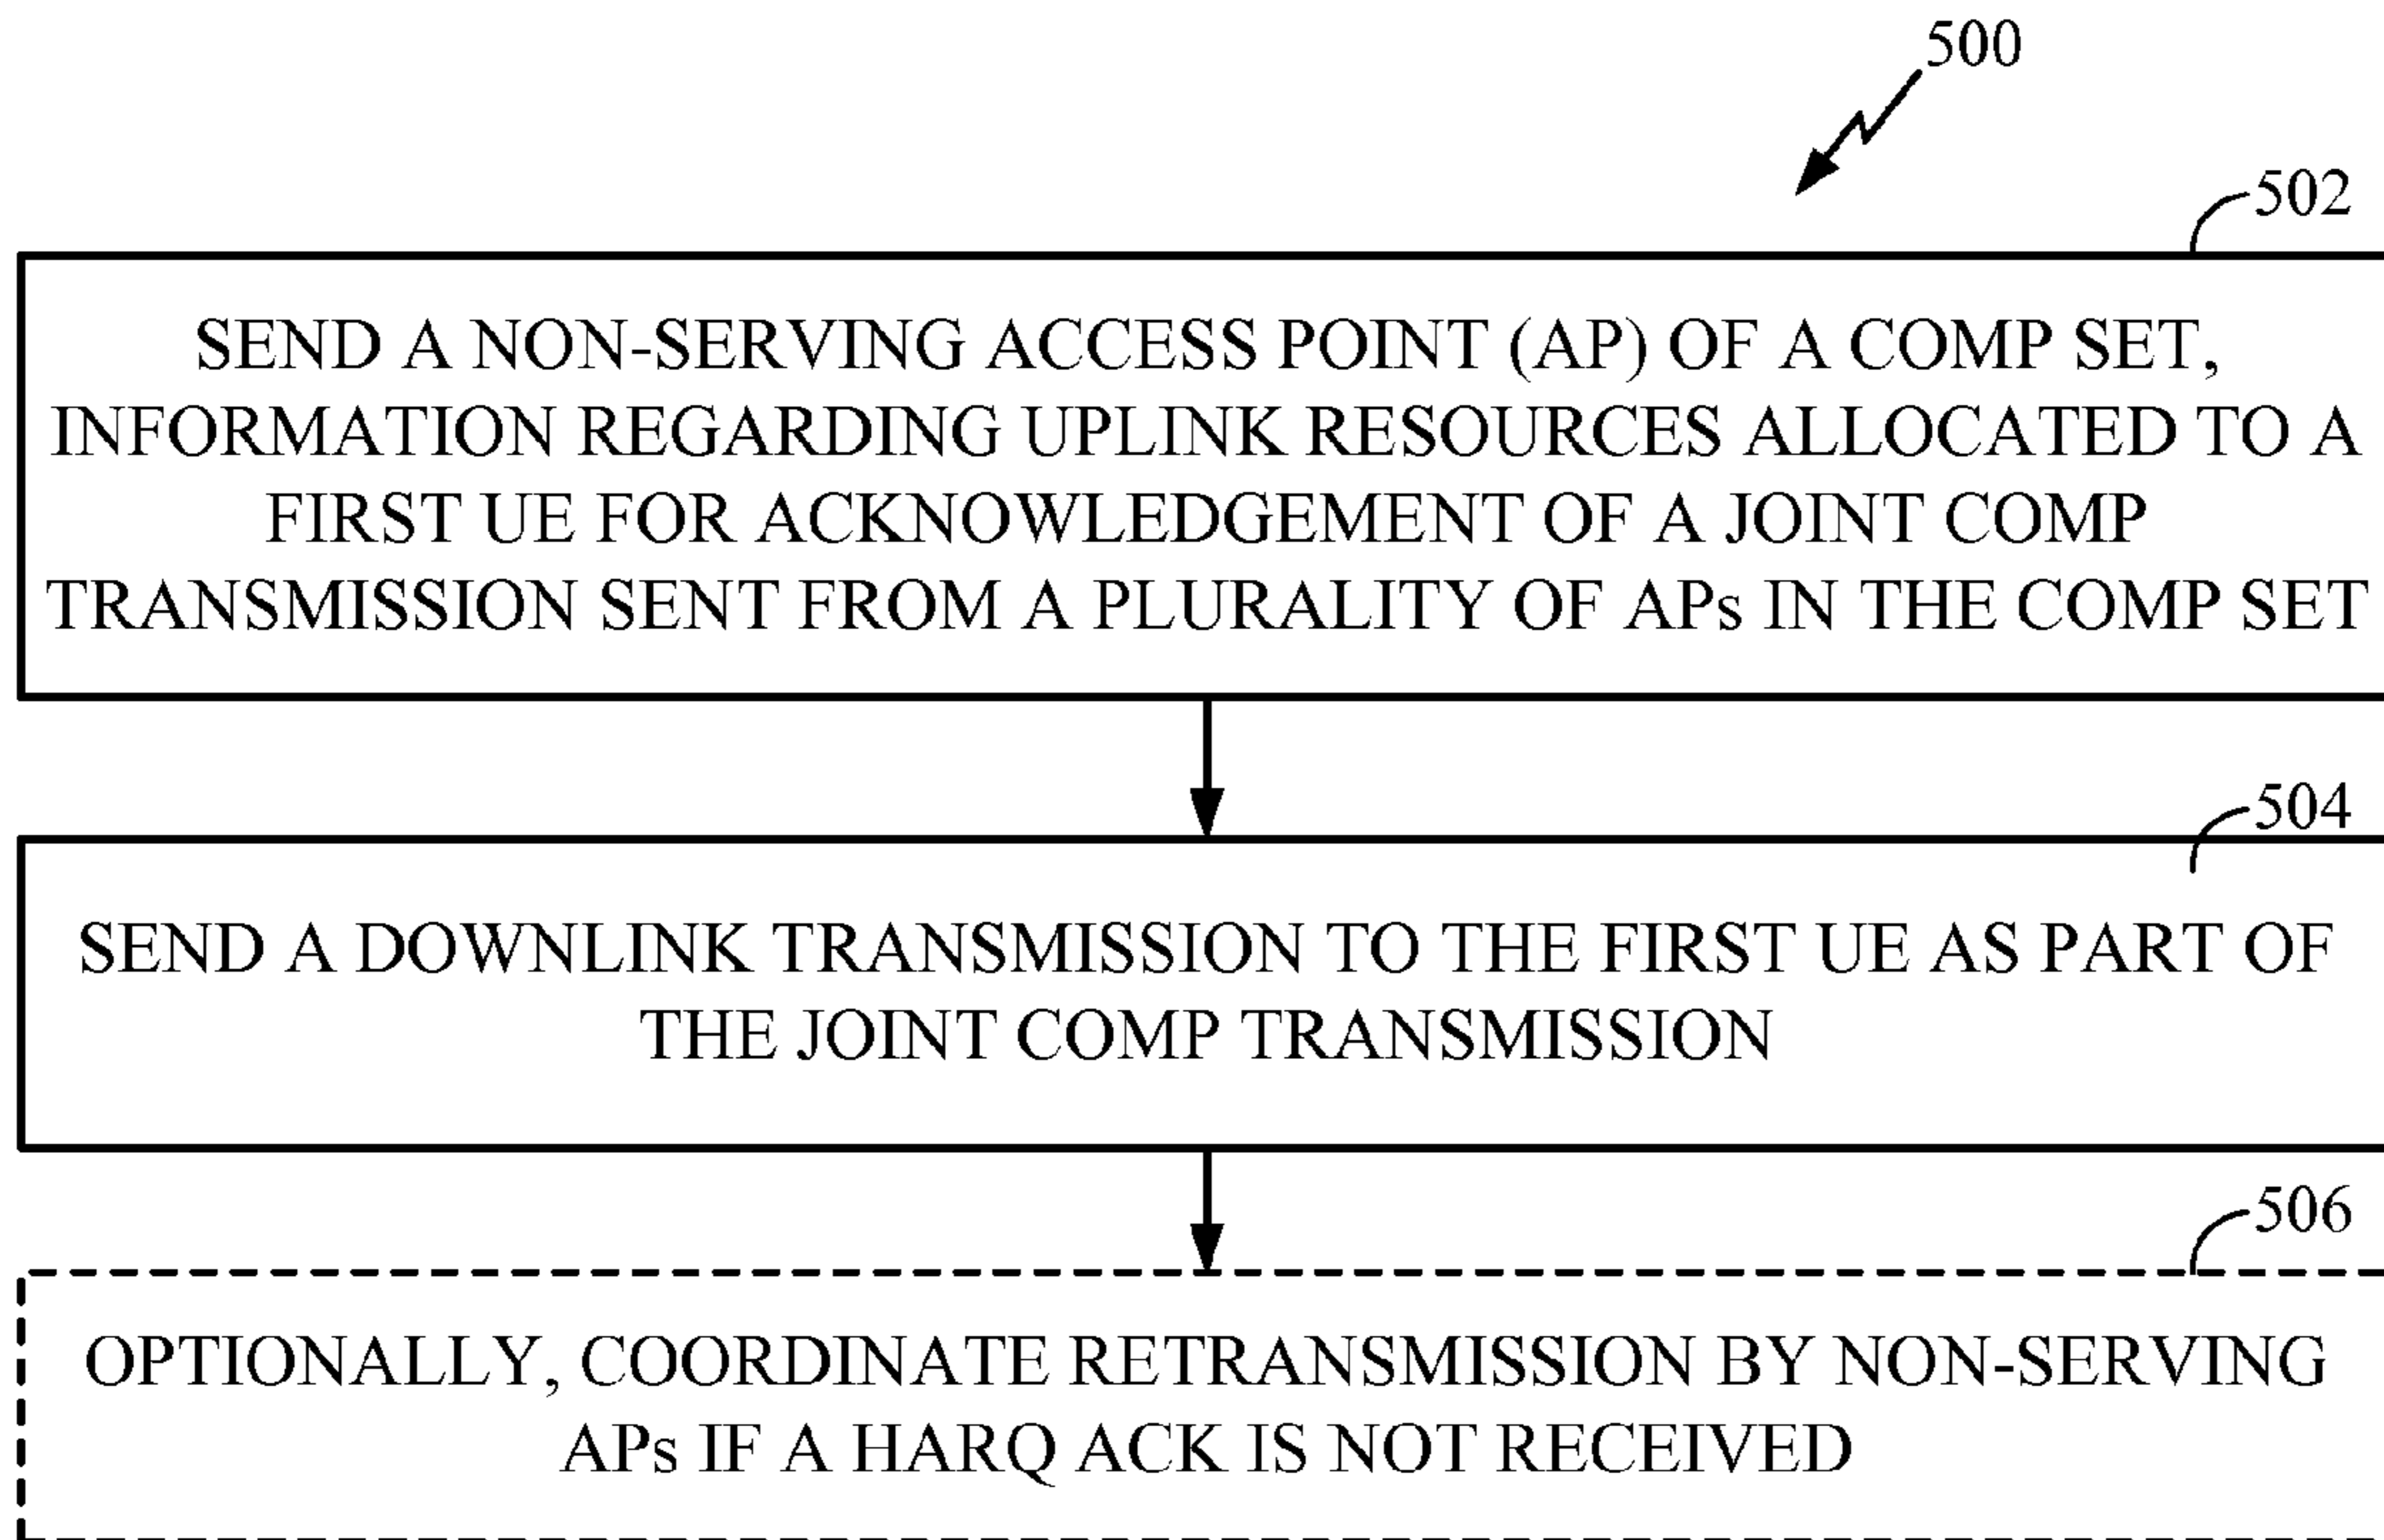 500
502
SEND A NON-SERVING ACCESS POINT (AP) OF A COMP SET,
INFORMATION REGARDING UPLINK RESOURCES ALLOCATED TO A
FIRST UE FOR ACKNOWLEDGEMENT OF A JOINT COMP
TRANSMISSION SENT FROM A PLURALITY OF APs IN THE COMP SET
504
SEND A DOWNLINK TRANSMISSION TO THE FIRST UE AS PART OF
THE JOINT COMP TRANSMISSION
506
OPTIONALLY, COORDINATE RETRANSMISSION BY NON-SERVING
APs IF A HARQ ACK IS NOT RECEIVED